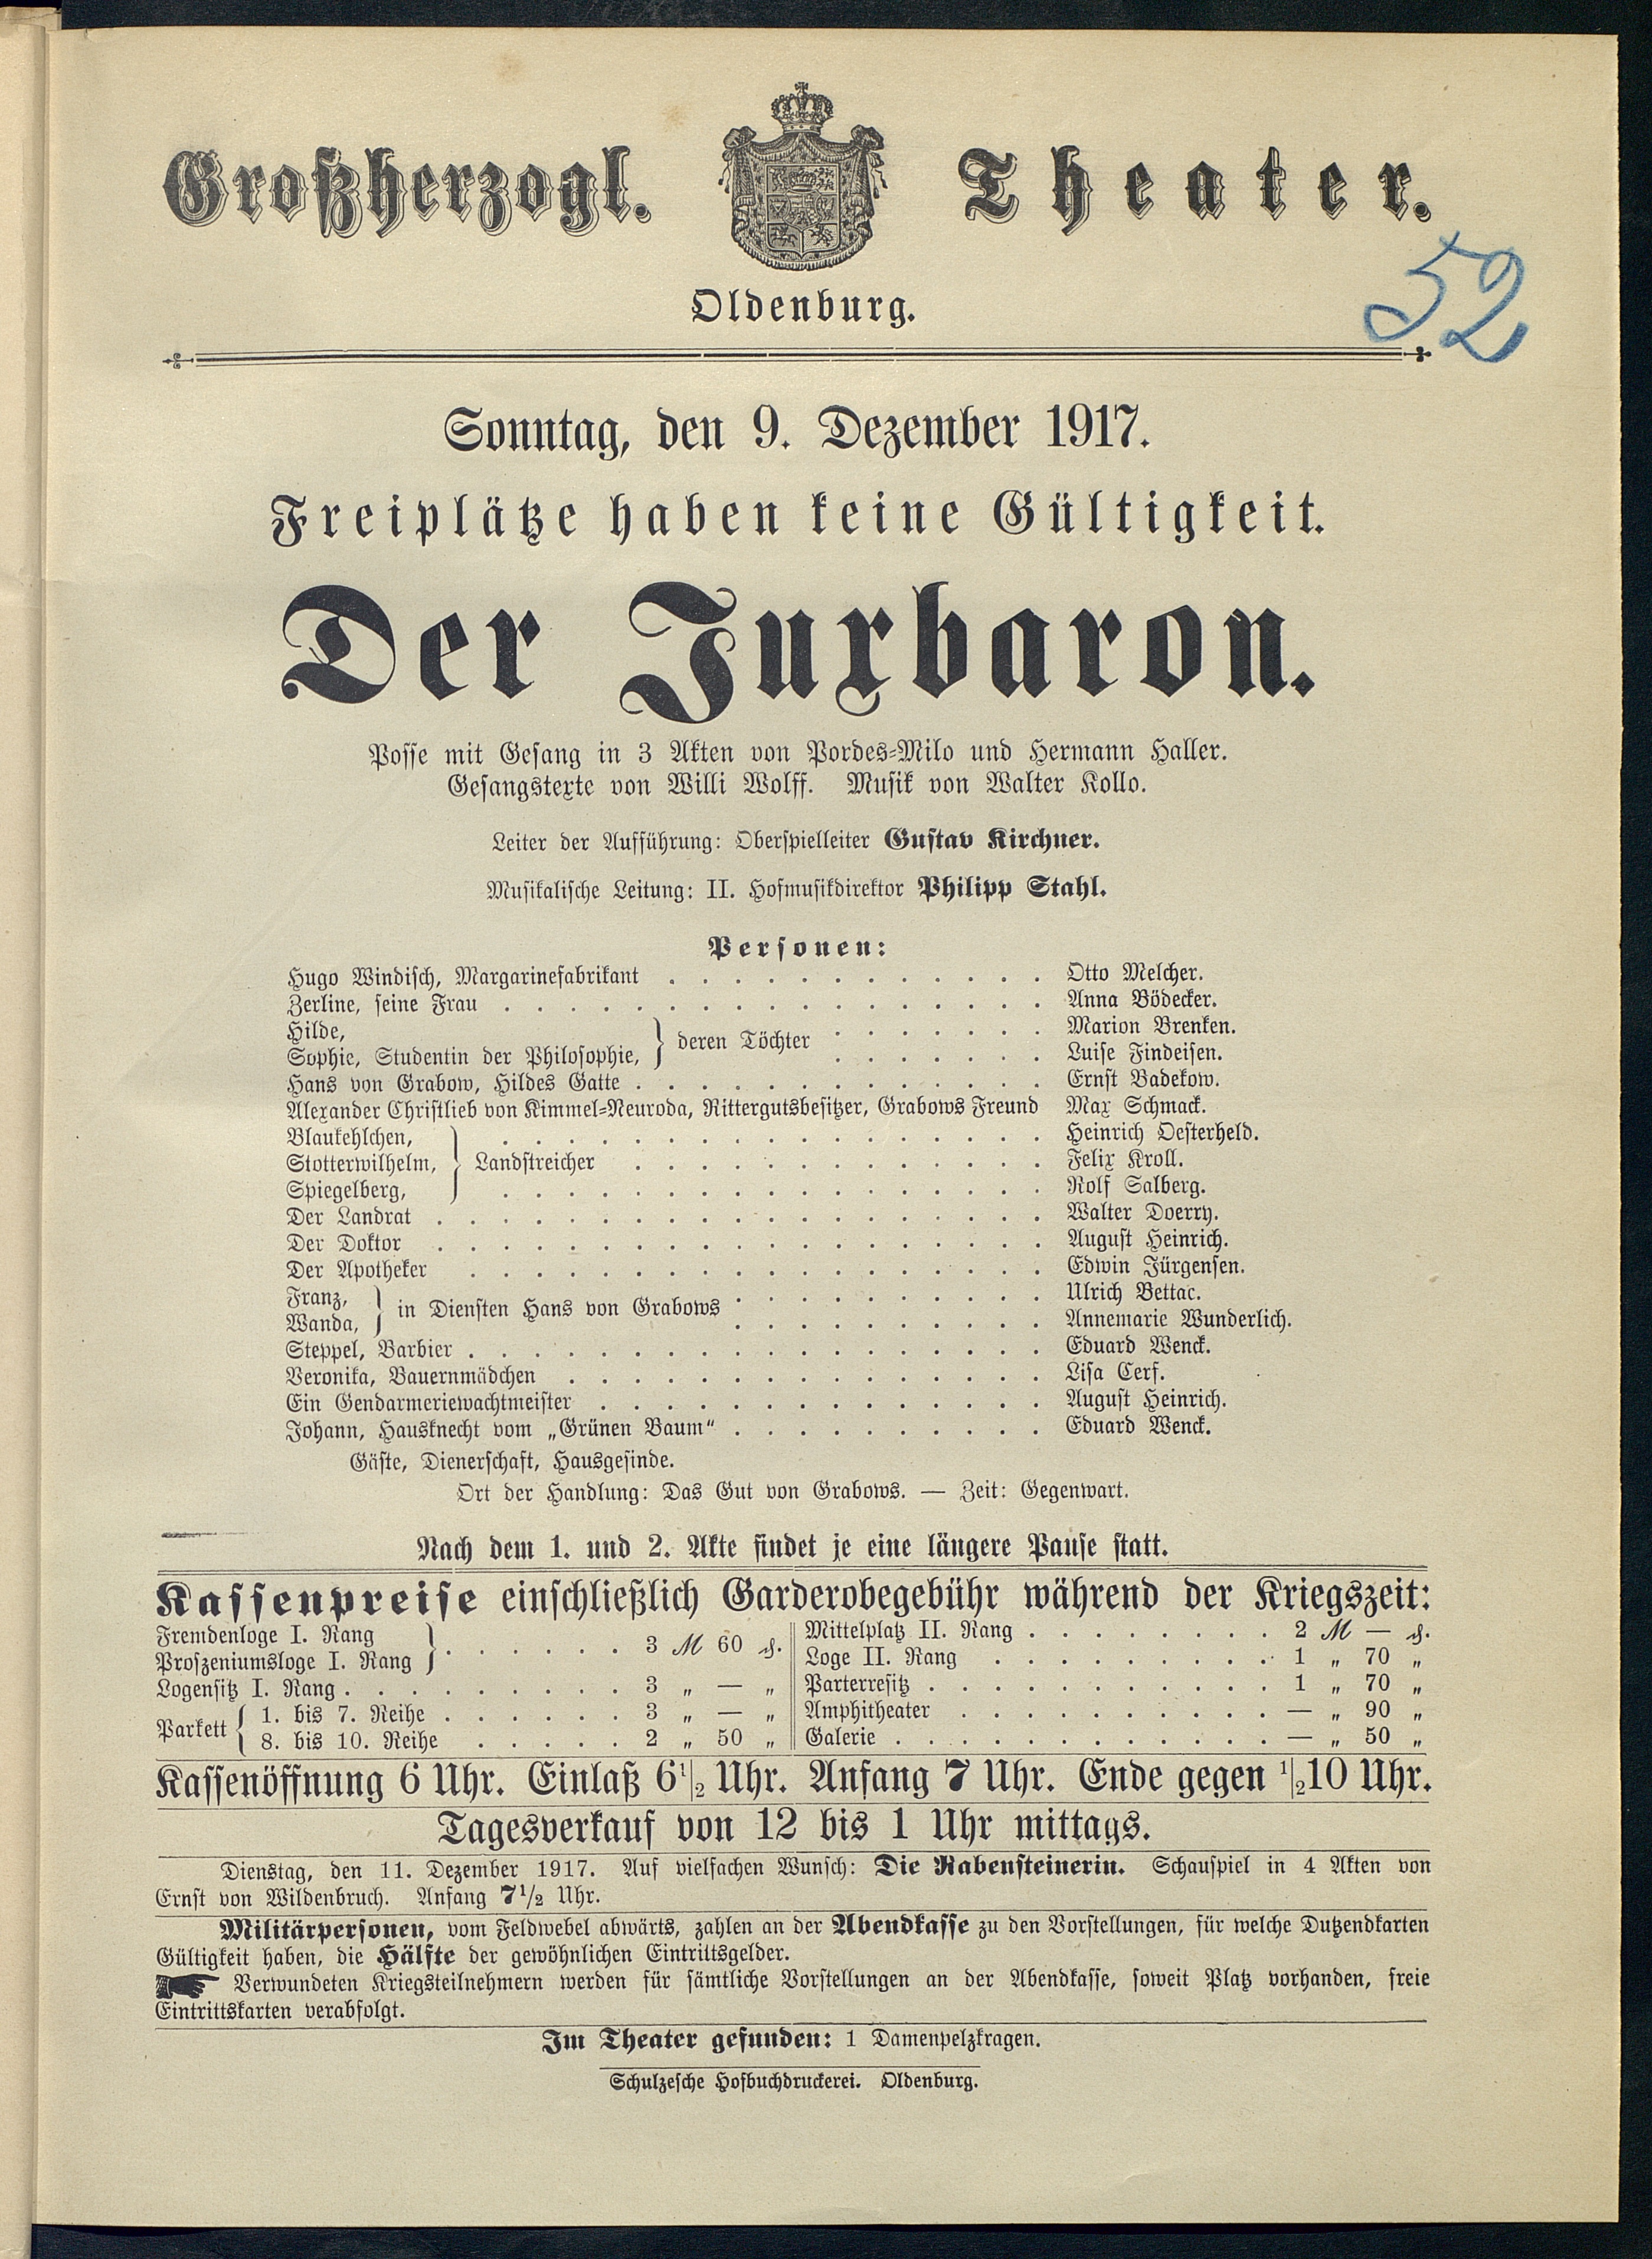 Großherzogl. Theater.
52
Oldenburg.
Sonntag, den 9. Dezember 1917.
Freiplätze haben keine Gültigkeit.
Der Juxbaron.
Posse mit Gesang in 3 Akten von Pordes-Milo und Hermann Haller.
Gesangstexte von Willi Wolff. Musik von Walter Kollo.
Leiter der Aufführung: Oberspielleiter Gustav Kirchner.
Musikalische Leitung: II. Hofmusikdirektor Philipp Stahl.
Personen:
Hugo Windisch, Margarinefabrikant . . . . . . . . . . . . Otto Melcher.
Zerline, seine Frau . . . . . . . . . . . . . . . . . Anna Bödecker.
Hilde, . . . . . . . Marion Brenken.
Sophie, Studentin der Philosophie, } deren Töchter . . . . . . . Luise Findeisen.
Hans von Grabow, Hildes Gatte . . . . . . . . . . . . . Ernst Badekow.
Alexander Christlieb von Kimmel-Neuroda, Rittergutsbesitzer, Grabows Freund Max Schmack.
Blaukehlchen, . . . . . . . . . . . . . . . . . Heinrich Oesterheld.
Stotterwilhelm, } Landstreicher . . . . . . . . . . . . . Felix Kroll.
Spiegelberg, . . . . . . . . . . . . . . . . . Rolf Salberg.
Der Landrat . . . . . . . . . . . . . . . . . . . Walter Doerry.
Der Doktor . . . . . . . . . . . . . . . . . . . August Heinrich.
Der Apotheker . . . . . . . . . . . . . . . . . . Edwin Jürgensen.
Franz, . . . . . . . . . . Ulrich Bettac.
Wanda, } in Diensten Hans von Grabows . . . . . . . . . . Annemarie Wunderlich.
Steppel, Barbier . . . . . . . . . . . . . . . . . . Eduard Wenck.
Veronika, Bauernmädchen . . . . . . . . . . . . . . . Lisa Cerf.
Ein Gendarmeriewachtmeister . . . . . . . . . . . . . . August Heinrich.
Johann, Hausknecht vom „Grünen Baum“ . . . . . . . . . . Eduard Wenck.
Gäste, Dienerschaft, Hausgesinde.
Ort der Handlung: Das Gut von Grabows. — Zeit: Gegenwart.
Nach dem 1. und 2. Akte findet je eine längere Pause statt.
Kassenpreise einschließlich Garderobegebühr während der Kriegszeit:
Fremdenloge I. Rang
Proszeniumsloge I. Rang } . . . . . . 3 M 60 ₰.
Logensitz I. Rang . . . . . . . . . 3 „ — „
Parkett { 1. bis 7. Reihe . . . . . . 3 „ — „
8. bis 10. Reihe . . . . . 2 „ 50 „
Mittelplatz II. Rang . . . . . . . . 2 M — ₰.
Loge II. Rang . . . . . . . . . 1 „ 70 „
Parterresitz . . . . . . . . . . . 1 „ 70 „
Amphitheater . . . . . . . . . . — „ 90 „
Galerie . . . . . . . . . . . . — „ 50 „
Kassenöffnung 6 Uhr. Einlaß 6 1/2 Uhr. Anfang 7 Uhr. Ende gegen 1/2 10 Uhr.
Tagesverkauf von 12 bis 1 Uhr mittags.
Dienstag, den 11. Dezember 1917. Auf vielfachen Wunsch: Die Rabensteinerin. Schauspiel in 4 Akten von
Ernst von Wildenbruch. Anfang 7 1/2 Uhr.
Militärpersonen, vom Feldwebel abwärts, zahlen an der Abendkasse zu den Vorstellungen, für welche Dutzendkarten
Gültigkeit haben, die Hälfte der gewöhnlichen Eintrittsgelder.
Verwundeten Kriegsteilnehmern werden für sämtliche Vorstellungen an der Abendkasse, soweit Platz vorhanden, freie
Eintrittskarten verabfolgt.
Im Theater gefunden: 1 Damenpelzkragen.
Schulzesche Hofbuchdruckerei. Oldenburg.